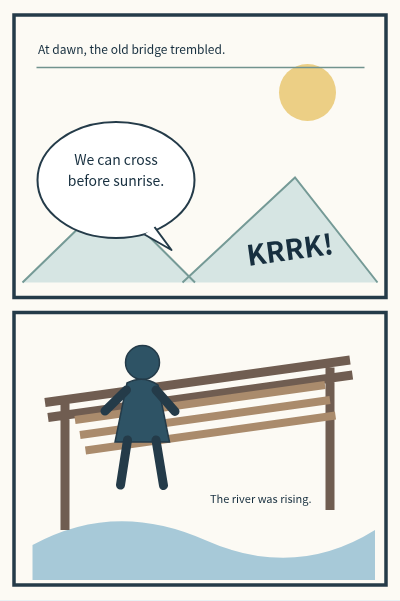 At dawn, the old bridge trembled.
We can cross
before sunrise.
KRRK!
The river was rising.